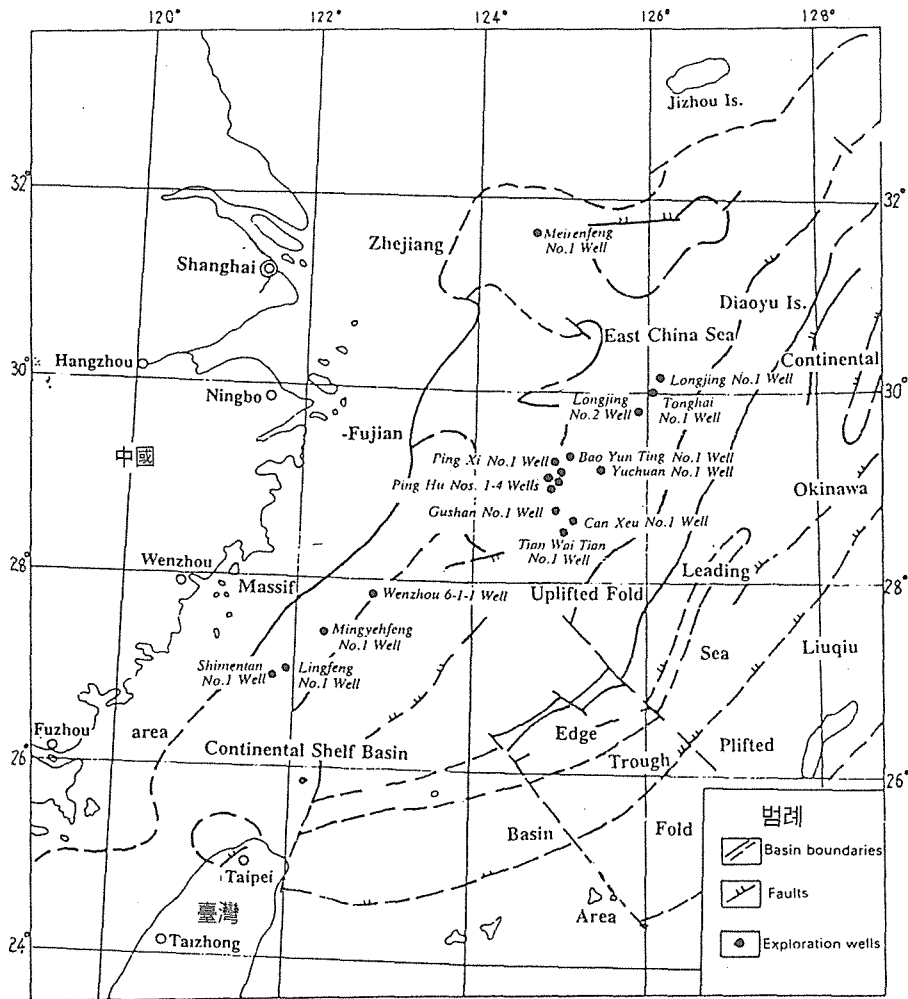 120°
122°
124°
126°
128°
Jizhou Is.
32°
32°
Zhejiang
Meirenfeng
No.1 Well
Shanghai
Diaoyu Is.
East China Sea
Hangzhou
30°
Continental
Longjing No.1 Well
30°
Ningbo
Longjing
No.2 Well
Tonghai
No.1 Well
-Fujian
中國
Ping Xi No.1 Well
Bao Yun Ting No.1 Well
Yuchuan No.1 Well
Ping Hu Nos. 1-4 Wells
Okinawa
Gushan No.1 Well
Can Xeu No.1 Well
Tian Wai Tian
No.1 Well
28°
Wenzhou
Massif
Leading
28°
Wenzhou 6-1-1 Well
Uplifted Fold
Mingyehfeng
No.1 Well
Sea
Liuqiu
Shimentan
No.1 Well
Lingfeng
No.1 Well
Fuzhou
area
Edge
Plifted
26°
Continental Shelf Basin
Trough
26°
Basin
Fold
범례
Basin boundaries
Taipei
Faults
臺灣
Area
24°
Taizhong
Exploration wells